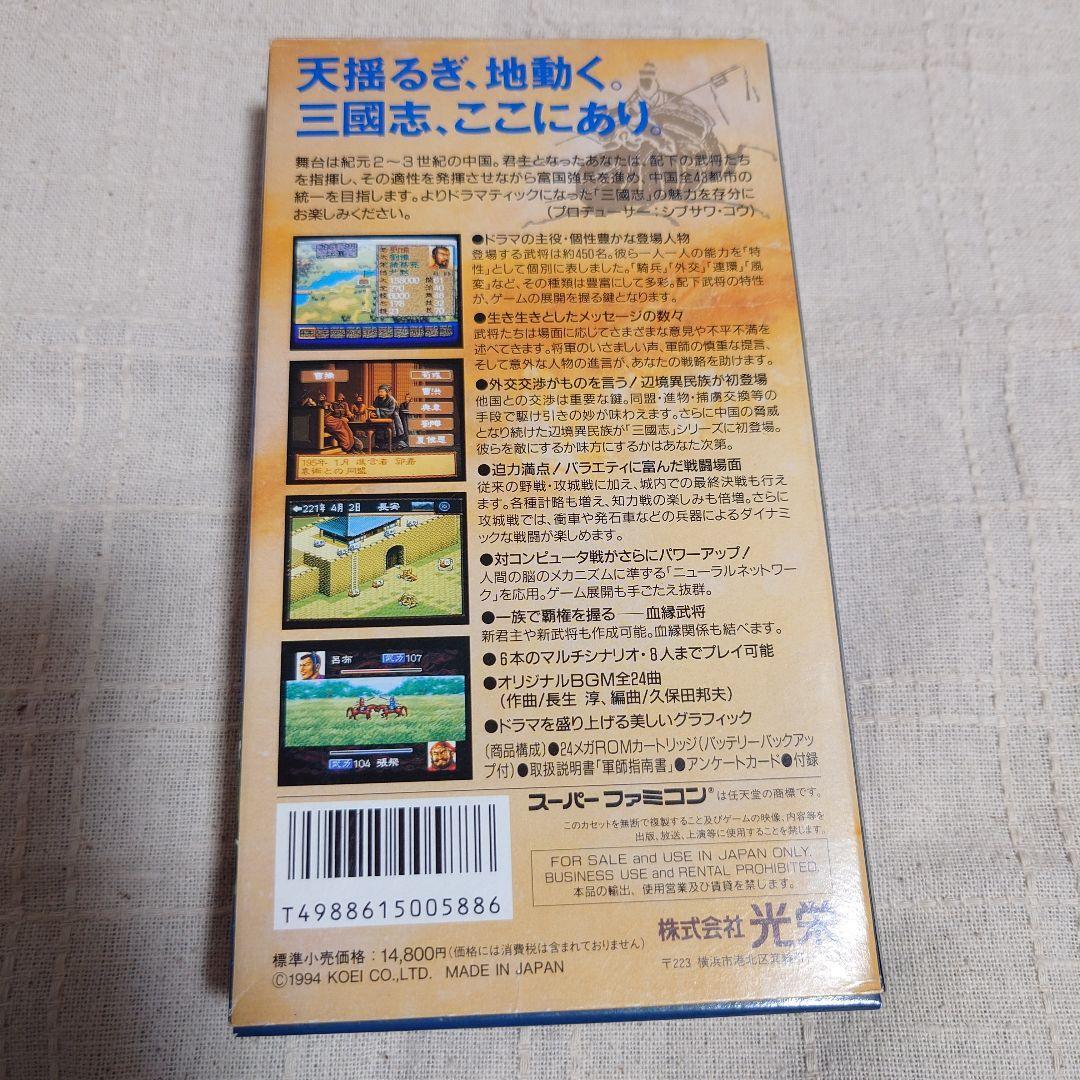 天揺るぎ、地動く。
三國志、ここにあり。
舞台は紀元2〜3世紀の中国。君主となったあなたは、配下の武将たち
を指揮し、その適性を発揮させながら富国強兵を進め、中国全43都市の
統一を目指します。よりドラマティックになった「三國志」の魅力を存分に
お楽しみください。
(プロデューサー:シブサワ・コウ)
●ドラマの主役・個性豊かな登場人物
登場する武将は約450名。彼ら一人一人の能力を「特
性」として個別に表しました。「騎兵」「外交」「連環」「風
変」など、その種類は豊富にして多彩。配下武将の特性
が、ゲームの展開を握る鍵となります。
●生き生きとしたメッセージの数々
武将たちは場面に応じてさまざまな意見や不平不満を
述べてきます。将軍のいさましい声、軍師の慎重な提言、
そして意外な人物の進言が、あなたの戦略を助けます。
曹操
荀彧
曹洪
典韋
劉曄
夏侯惇
195年 1月 進言者 郭嘉
袁術との同盟
●外交交渉がものを言う!辺境異民族が初登場
他国との交渉は重要な鍵。同盟・進物・捕虜交換等の
手段で駆け引きの妙が味わえます。さらに中国の脅威
となり続けた辺境異民族が「三國志」シリーズに初登場。
彼らを敵にするか味方にするかはあなた次第。
●迫力満点!バラエティに富んだ戦闘場面
従来の野戦・攻城戦に加え、城内での最終決戦も行え
ます。各種計略も増え、知力戦の楽しみも倍増。さらに
攻城戦では、衝車や発石車などの兵器によるダイナミ
ックな戦闘が楽しめます。
←221年 4月 2日 長安
●対コンピュータ戦がさらにパワーアップ!
人間の脳のメカニズムに準ずる「ニューラルネットワー
ク」を応用。ゲーム展開も手ごたえ抜群。
●一族で覇権を握る──血縁武将
新君主や新武将も作成可能。血縁関係も結べます。
●6本のマルチシナリオ・8人までプレイ可能
●オリジナルBGM全24曲
(作曲/長生 淳、編曲/久保田邦夫)
●ドラマを盛り上げる美しいグラフィック
呂布 武力 107
武力 104 張飛
(商品構成)●24メガROMカートリッジ(バッテリーバックアッ
プ付)●取扱説明書「軍師指南書」●アンケートカード●付録
スーパーファミコン®は任天堂の商標です。
このカセットを無断で複製すること及びゲームの映像、内容等を
出版、放送、上演等に使用することを禁じます。
FOR SALE and USE IN JAPAN ONLY.
BUSINESS USE and RENTAL PROHIBITED.
本品の輸出、使用営業及び賃貸を禁じます。
T4988615005886
株式会社 光栄
標準小売価格:14,800円(価格には消費税は含まれておりません)
〒223 横浜市港北区箕輪町
©1994 KOEI CO.,LTD. MADE IN JAPAN